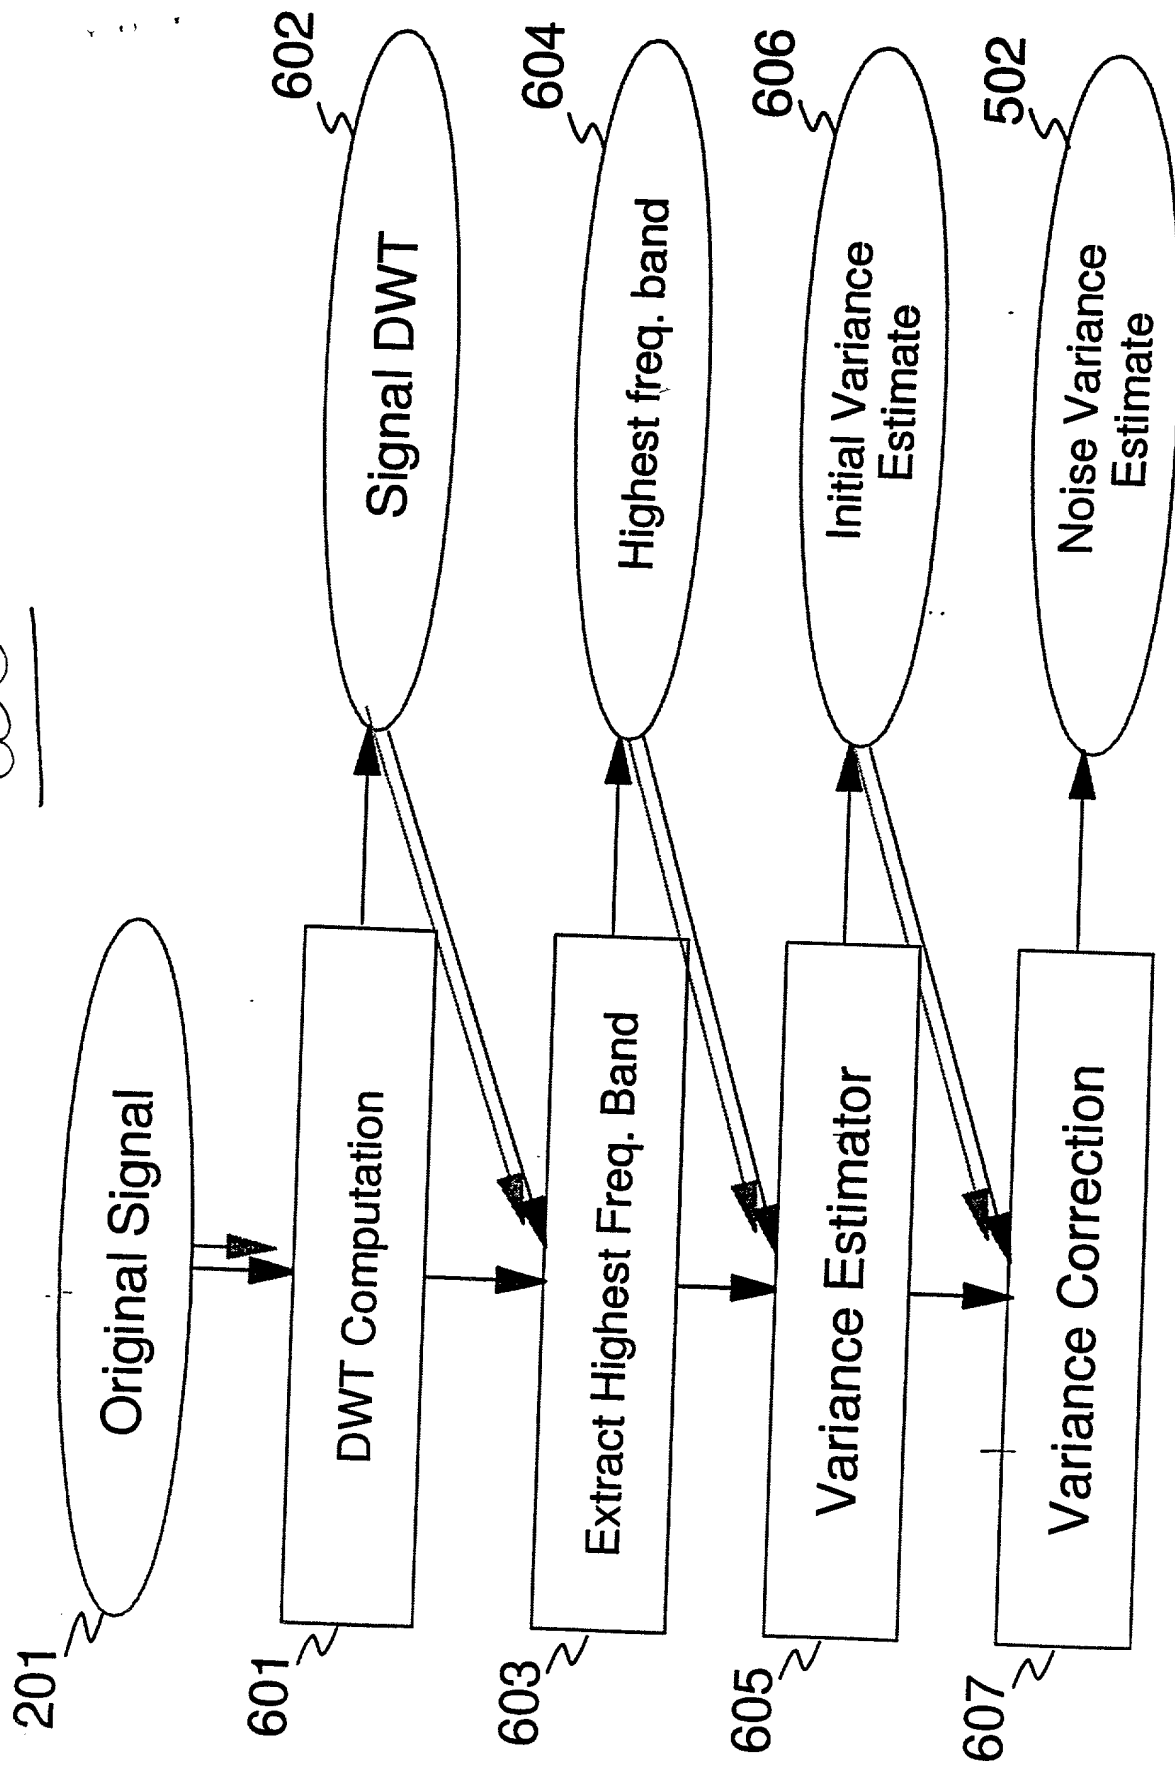 201
Original Signal
601
DWT Computation
602
Signal DWT
603
Extract Highest Freq. Band
604
Highest freq. band
605
Variance Estimator
606
Initial Variance
Estimate
607
Variance Correction
502
Noise Variance
Estimate